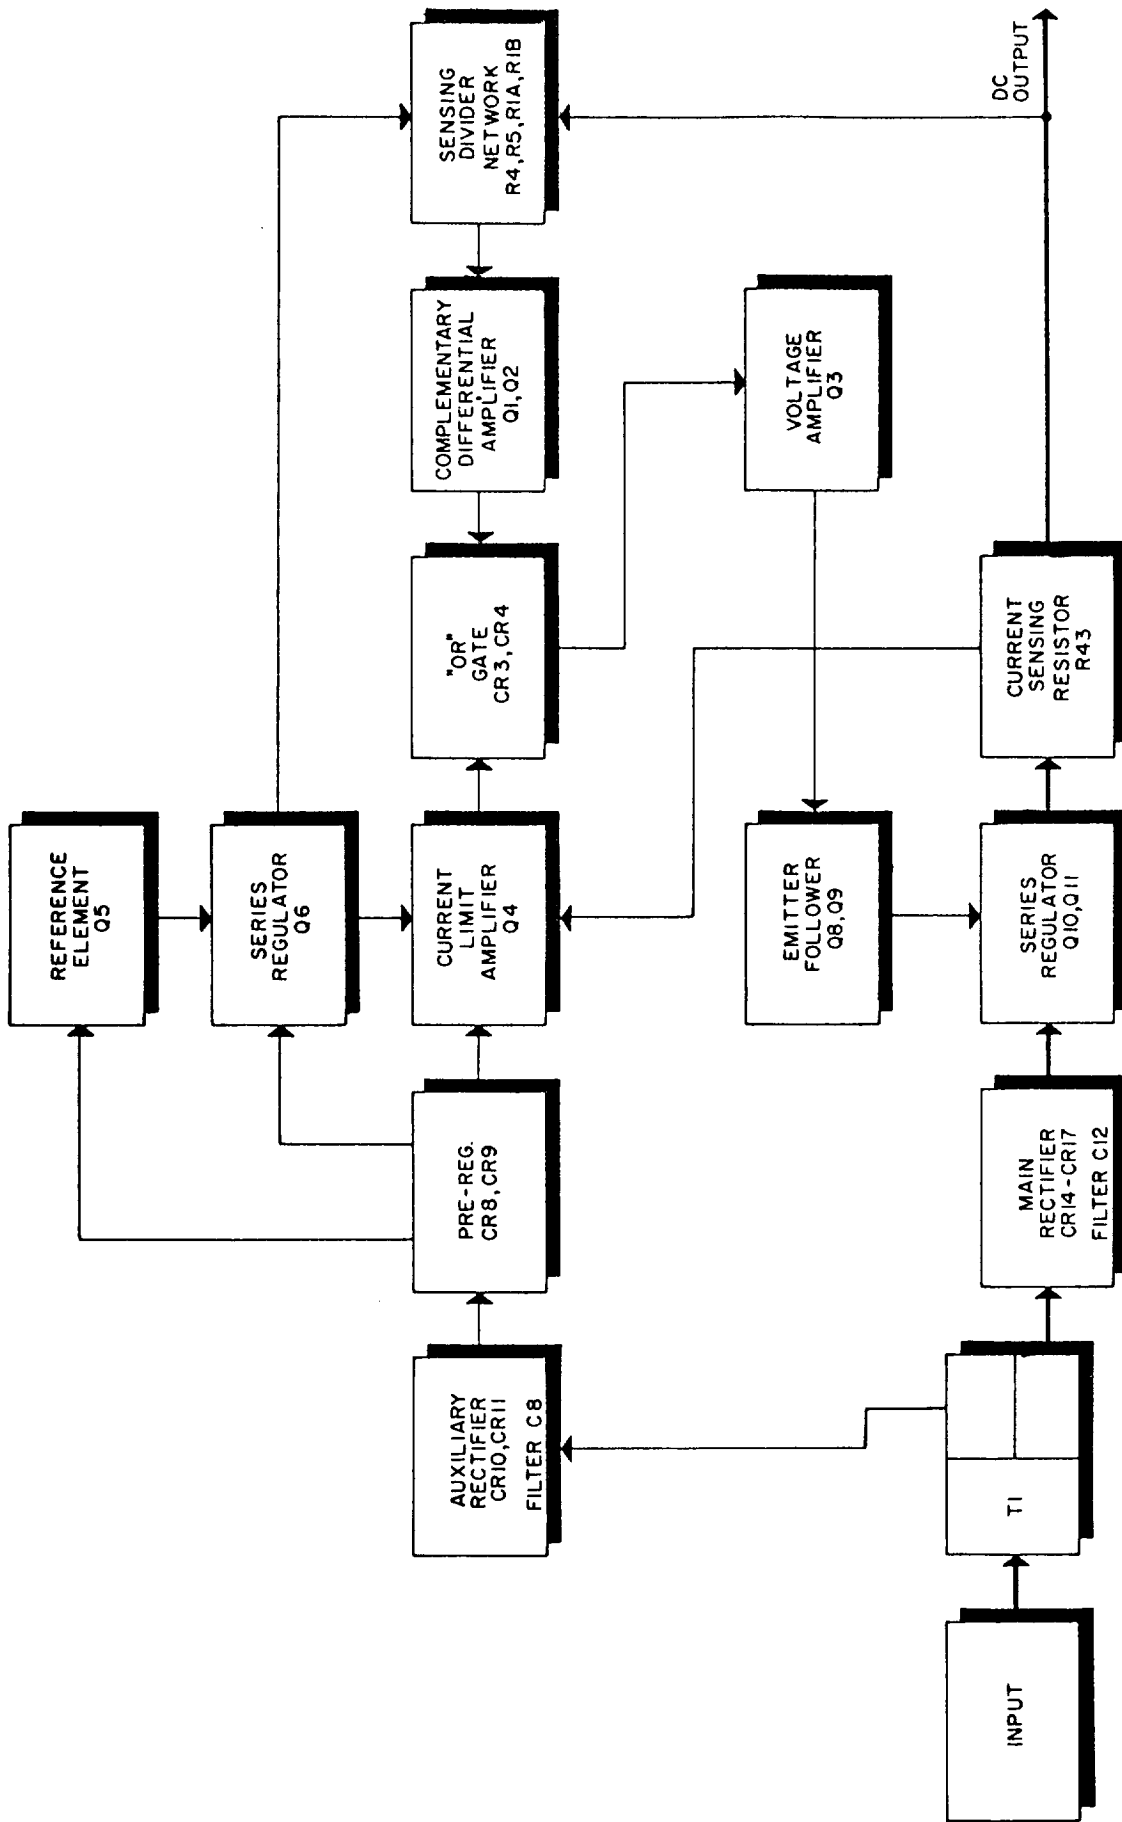 REFERENCE
ELEMENT
Q5
SERIES
REGULATOR
Q6
AUXILIARY
RECTIFIER
CR10,CR11
FILTER C8
PRE-REG.
CR8,CR9
CURRENT
LIMIT
AMPLIFIER
Q4
"OR"
GATE
CR3,CR4
COMPLEMENTARY
DIFFERENTIAL
AMPLIFIER
Q1,Q2
SENSING
DIVIDER
NETWORK
R4,R5,R1A,R1B
EMITTER
FOLLOWER
Q8,Q9
VOLTAGE
AMPLIFIER
Q3
INPUT
T1
MAIN
RECTIFIER
CR14-CR17
FILTER C12
SERIES
REGULATOR
Q10,Q11
CURRENT
SENSING
RESISTOR
R43
DC
OUTPUT